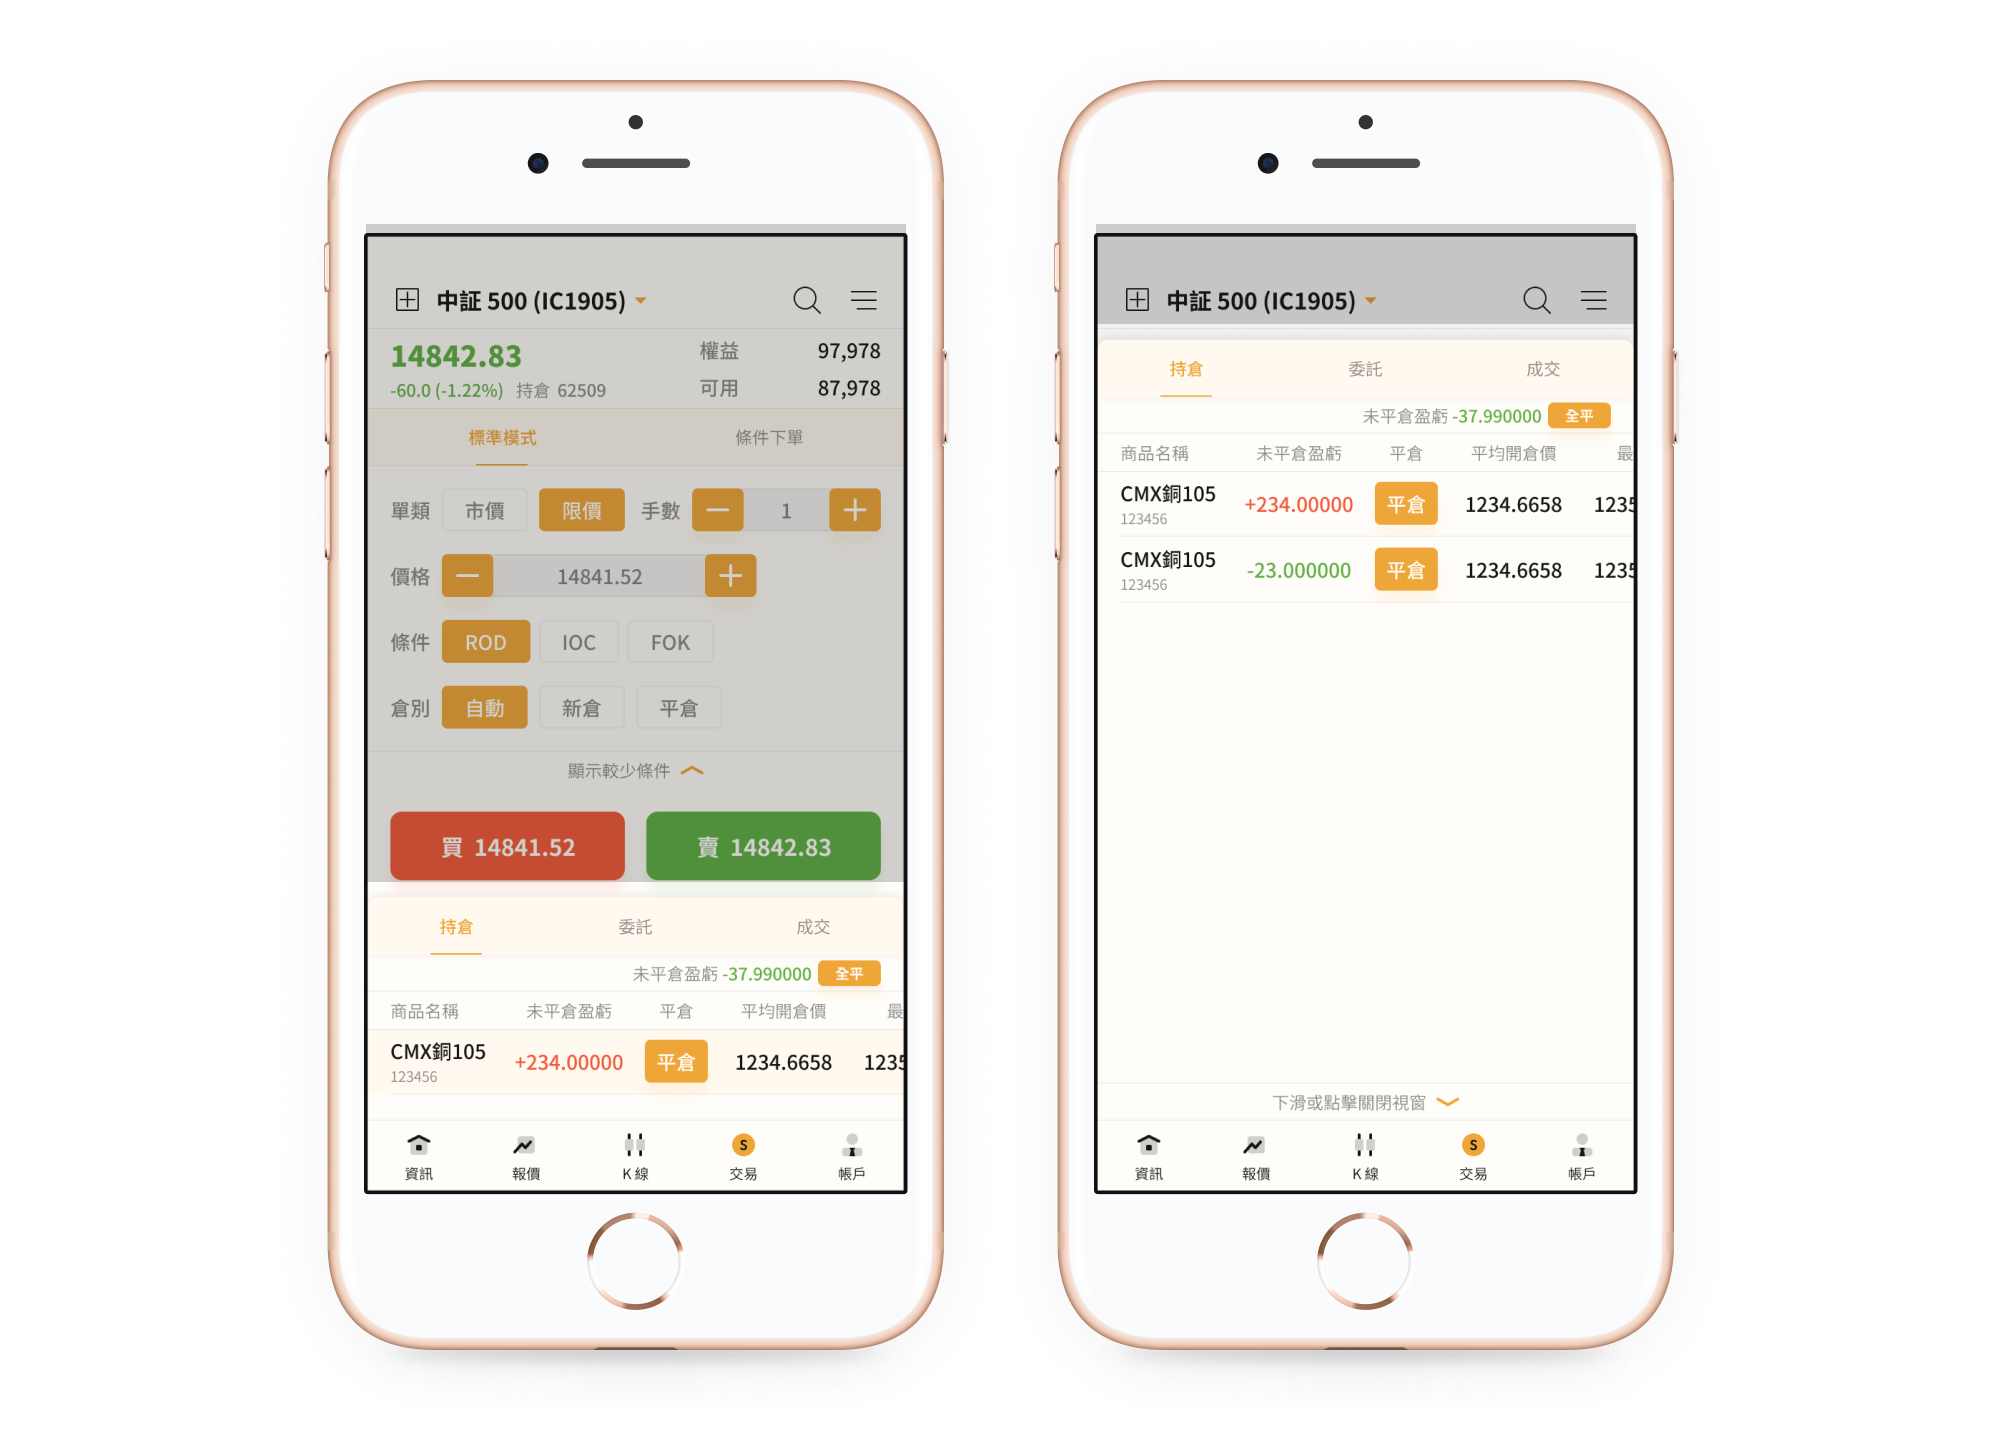 中証 500 (IC1905)
14842.83
權益 97,978
-60.0 (-1.22%) 持倉 62509
可用 87,978
標準模式 條件下單
單類 市價 限價 手數 1
價格 14841.52
條件 ROD IOC FOK
倉別 自動 新倉 平倉
顯示較少條件
買 14841.52 賣 14842.83
持倉 委託 成交
未平倉盈虧 -37.990000 全平
商品名稱 未平倉盈虧 平倉 平均開倉價 最
CMX銅105 +234.00000 平倉 1234.6658 1235
123456
資訊 報價 K 線 S 交易 帳戶
中証 500 (IC1905)
持倉 委託 成交
未平倉盈虧 -37.990000 全平
商品名稱 未平倉盈虧 平倉 平均開倉價 最
CMX銅105 +234.00000 平倉 1234.6658 1235
123456
CMX銅105 -23.000000 平倉 1234.6658 1235
123456
下滑或點擊關閉視窗
資訊 報價 K 線 S 交易 帳戶